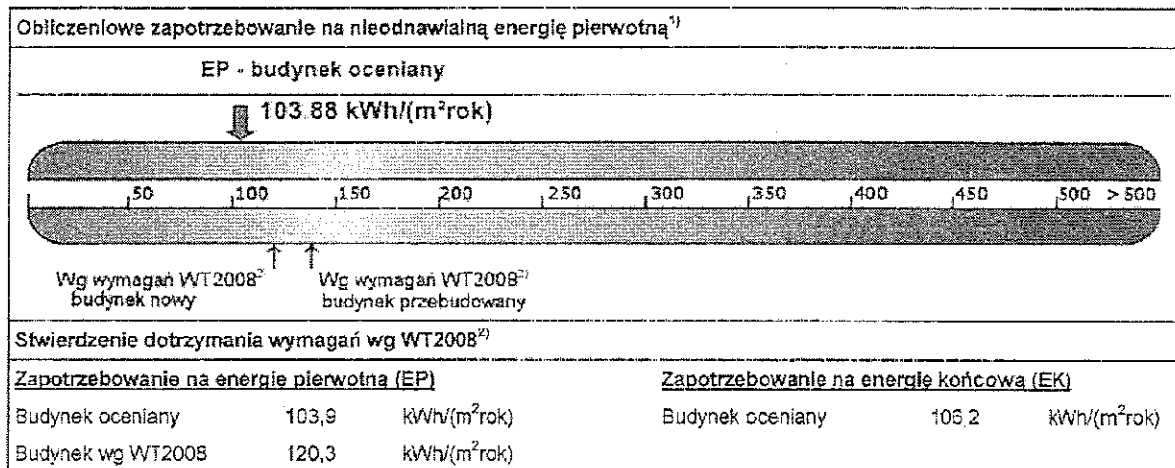 Obliczeniowe zapotrzebowanie na nieodnawialną energię pierwotną¹⁾
EP - budynek oceniany
103.88 kWh/(m²rok)
50 100 150 200 250 300 350 400 450 500 > 500
Wg wymagań WT2008²⁾
budynek nowy
Wg wymagań WT2008²⁾
budynek przebudowany
Stwierdzenie dotrzymania wymagań wg WT2008²⁾
Zapotrzebowanie na energię pierwotną (EP) Zapotrzebowanie na energię końcową (EK)
Budynek oceniany 103,9 kWh/(m²rok) Budynek oceniany 106,2 kWh/(m²rok)
Budynek wg WT2008 120,3 kWh/(m²rok)